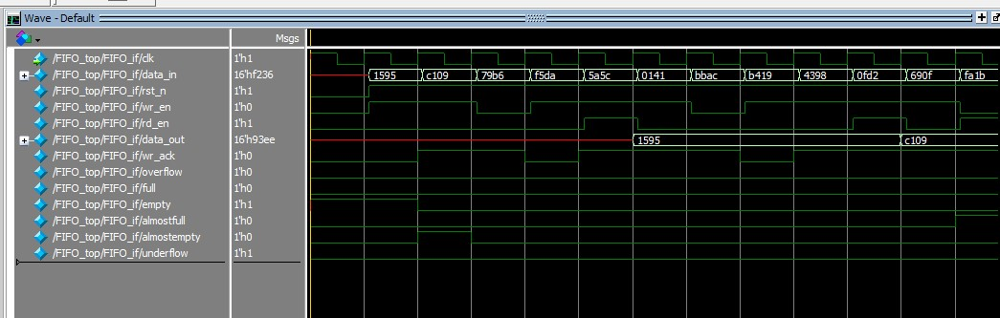 Wave - Default
Msgs
/FIFO_top/FIFO_if/clk 1'h1
/FIFO_top/FIFO_if/data_in 16'hf236 1595 c109 79b6 f5da 5a5c 0141 bbac b419 4398 0fd2 690f fa1b
/FIFO_top/FIFO_if/rst_n 1'h1
/FIFO_top/FIFO_if/wr_en 1'h0
/FIFO_top/FIFO_if/rd_en 1'h1
/FIFO_top/FIFO_if/data_out 16'h93ee 1595 c109
/FIFO_top/FIFO_if/wr_ack 1'h0
/FIFO_top/FIFO_if/overflow 1'h0
/FIFO_top/FIFO_if/full 1'h0
/FIFO_top/FIFO_if/empty 1'h1
/FIFO_top/FIFO_if/almostfull 1'h0
/FIFO_top/FIFO_if/almostempty 1'h0
/FIFO_top/FIFO_if/underflow 1'h1